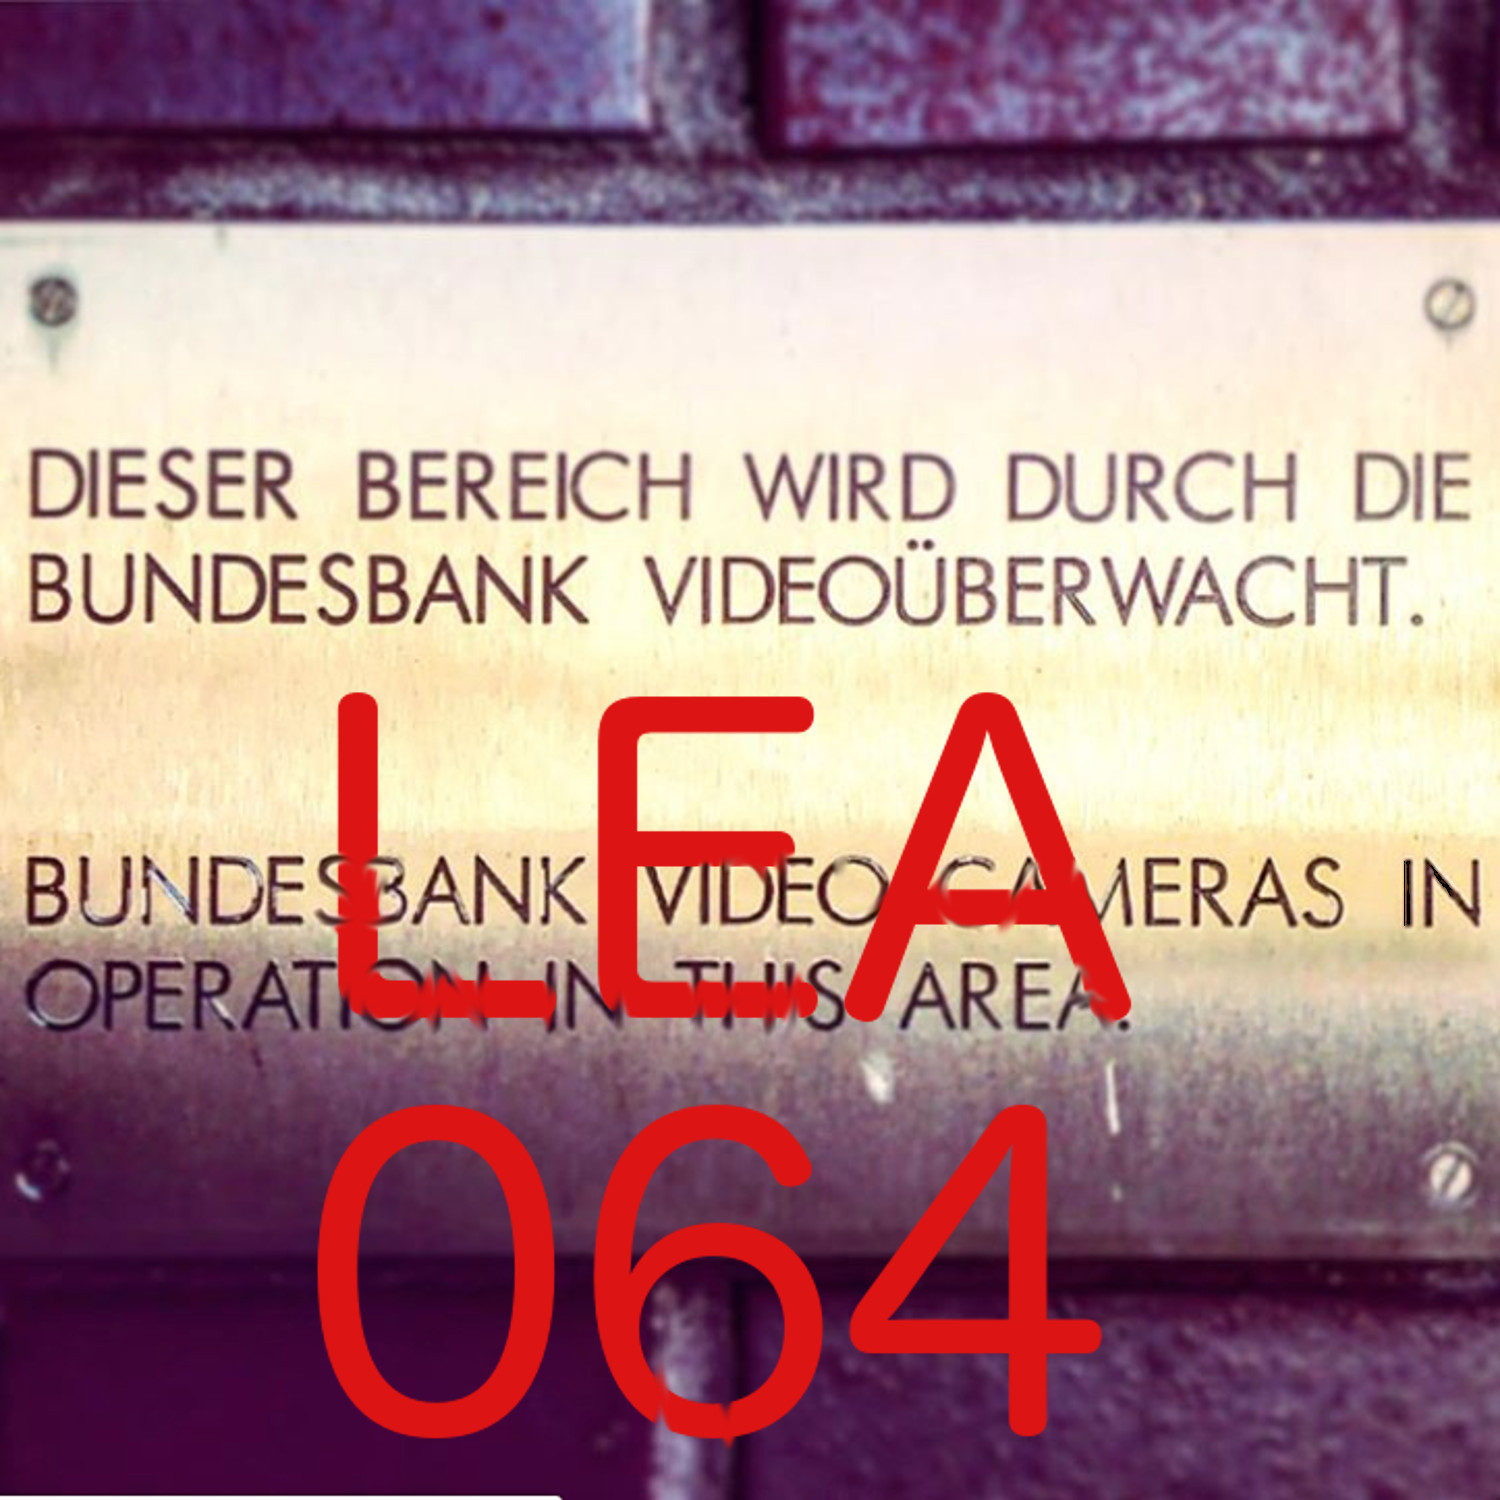 DIESER BEREICH WIRD DURCH DIE
BUNDESBANK VIDEOÜBERWACHT.
BUNDESBANK VIDEO CAMERAS IN
OPERATION IN THIS AREA.
LEA
064